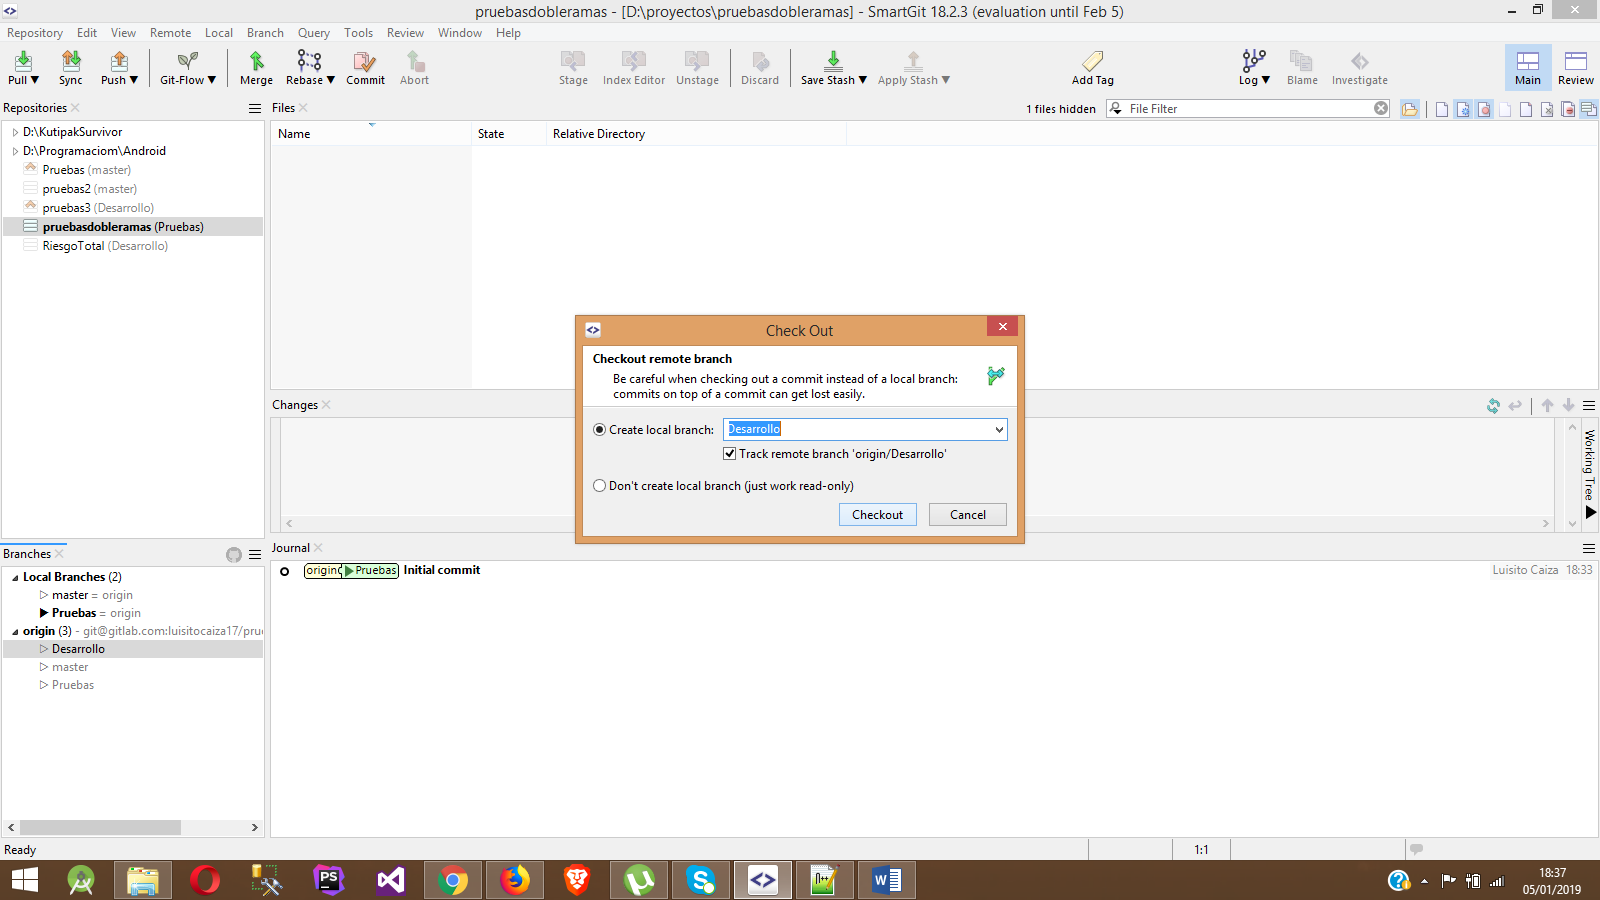 pruebasdobleramas - [D:\proyectos\pruebasdobleramas] - SmartGit 18.2.3 (evaluation until Feb 5)
Repository Edit View Remote Local Branch Query Tools Review Window Help
Pull Sync Push Git-Flow Merge Rebase Commit Abort Stage Index Editor Unstage Discard Save Stash Apply Stash Add Tag Log Blame Investigate Main Review
Repositories
D:\KutipakSurvivor
D:\Programaciom\Android
Pruebas (master)
pruebas2 (master)
pruebas3 (Desarrollo)
pruebasdobleramas (Pruebas)
RiesgoTotal (Desarrollo)
Files
1 files hidden
File Filter
Name State Relative Directory
Check Out
Checkout remote branch
Be careful when checking out a commit instead of a local branch:
commits on top of a commit can get lost easily.
Create local branch: Desarrollo
Track remote branch 'origin/Desarrollo'
Don't create local branch (just work read-only)
Checkout Cancel
Changes
Working Tree
Branches
Local Branches (2)
master = origin
Pruebas = origin
origin (3) - git@gitlab.com:luisitocaiza17/prue
Desarrollo
master
Pruebas
Journal
origin Pruebas Initial commit
Luisito Caiza 18:33
Ready
1:1
PS
18:37
05/01/2019